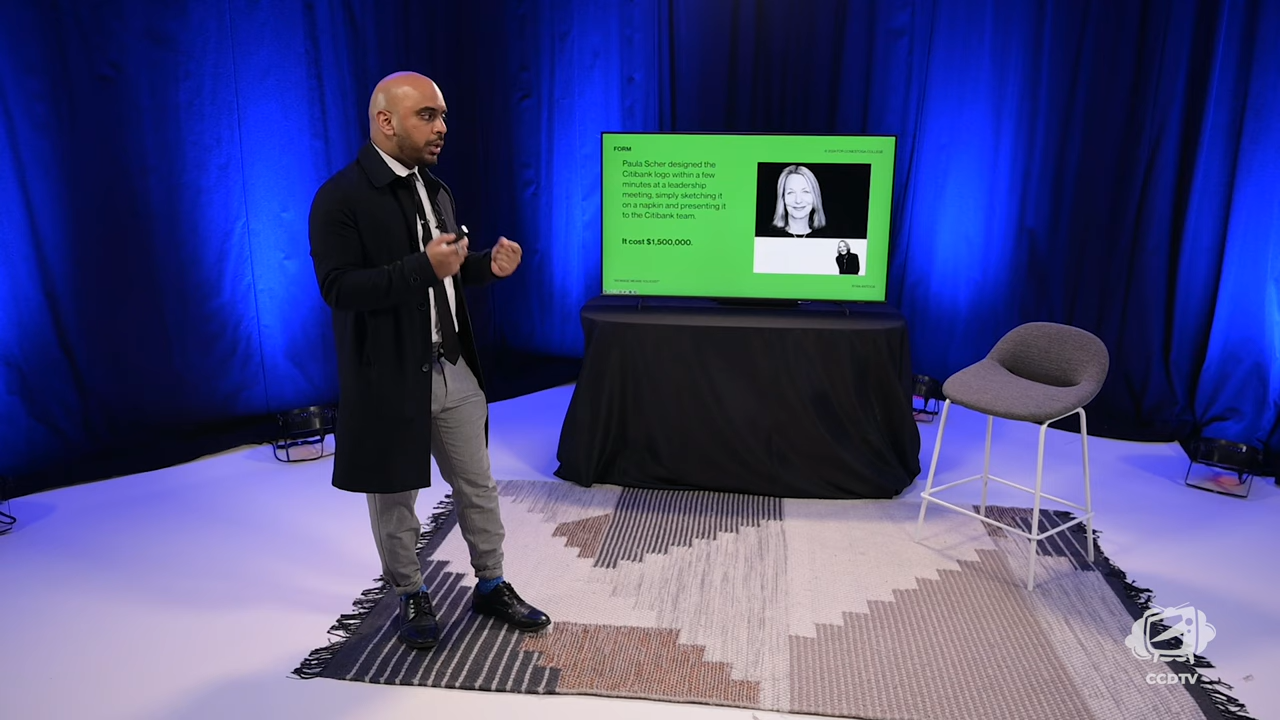 FORM
Paula Scher designed the
Citibank logo within a few
minutes at a leadership
meeting, simply sketching it
on a napkin and presenting it
to the Citibank team.
It cost $1,500,000.
CCDTV